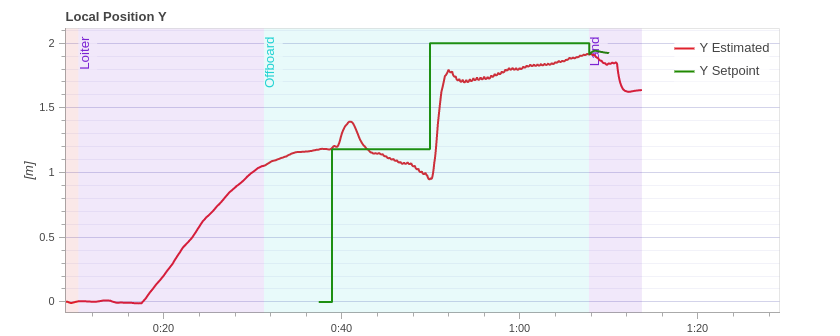 Local Position Y
Loiter
Offboard
Land
Y Estimated
Y Setpoint
[m]
2
1.5
1
0.5
0
0:20
0:40
1:00
1:20